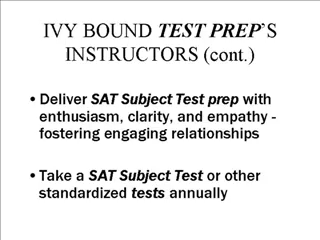 IVY BOUND TEST PREP'S
INSTRUCTORS (cont.)
• Deliver SAT Subject Test prep with
enthusiasm, clarity, and empathy -
fostering engaging relationships
• Take a SAT Subject Test or other
standardized tests annually